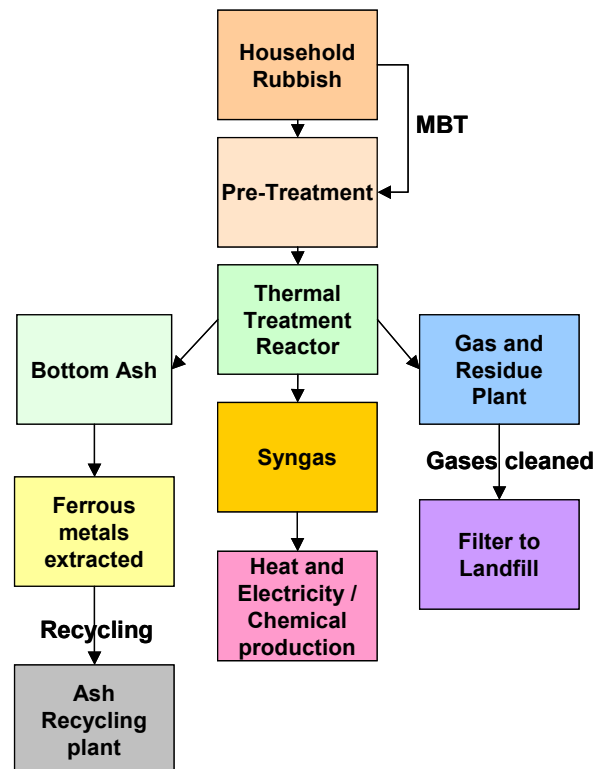 Household
Rubbish
MBT
Pre-Treatment
Thermal
Treatment
Reactor
Bottom Ash
Gas and
Residue
Plant
Syngas
Gases cleaned
Ferrous
metals
extracted
Filter to
Landfill
Heat and
Electricity /
Chemical
production
Recycling
Ash
Recycling
plant